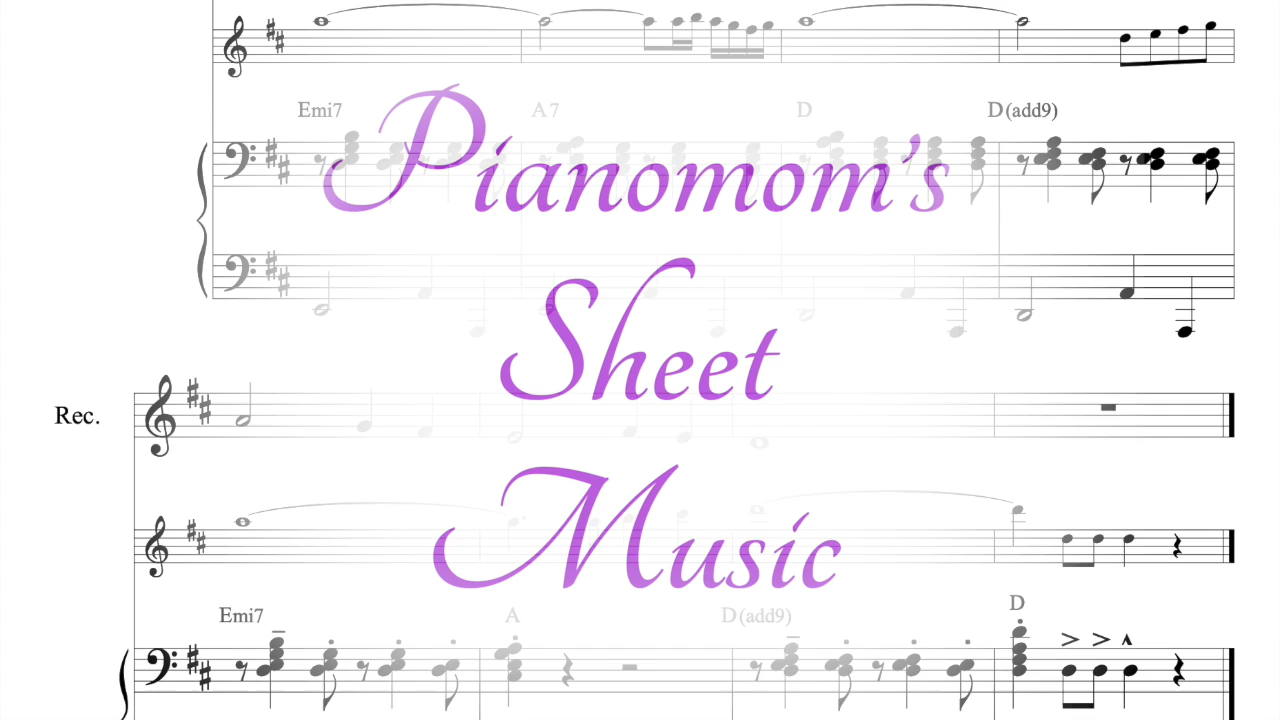 Emi7 A7 D D(add9)
Pianomom's
Sheet
Rec.
Music
Emi7 A D(add9) D